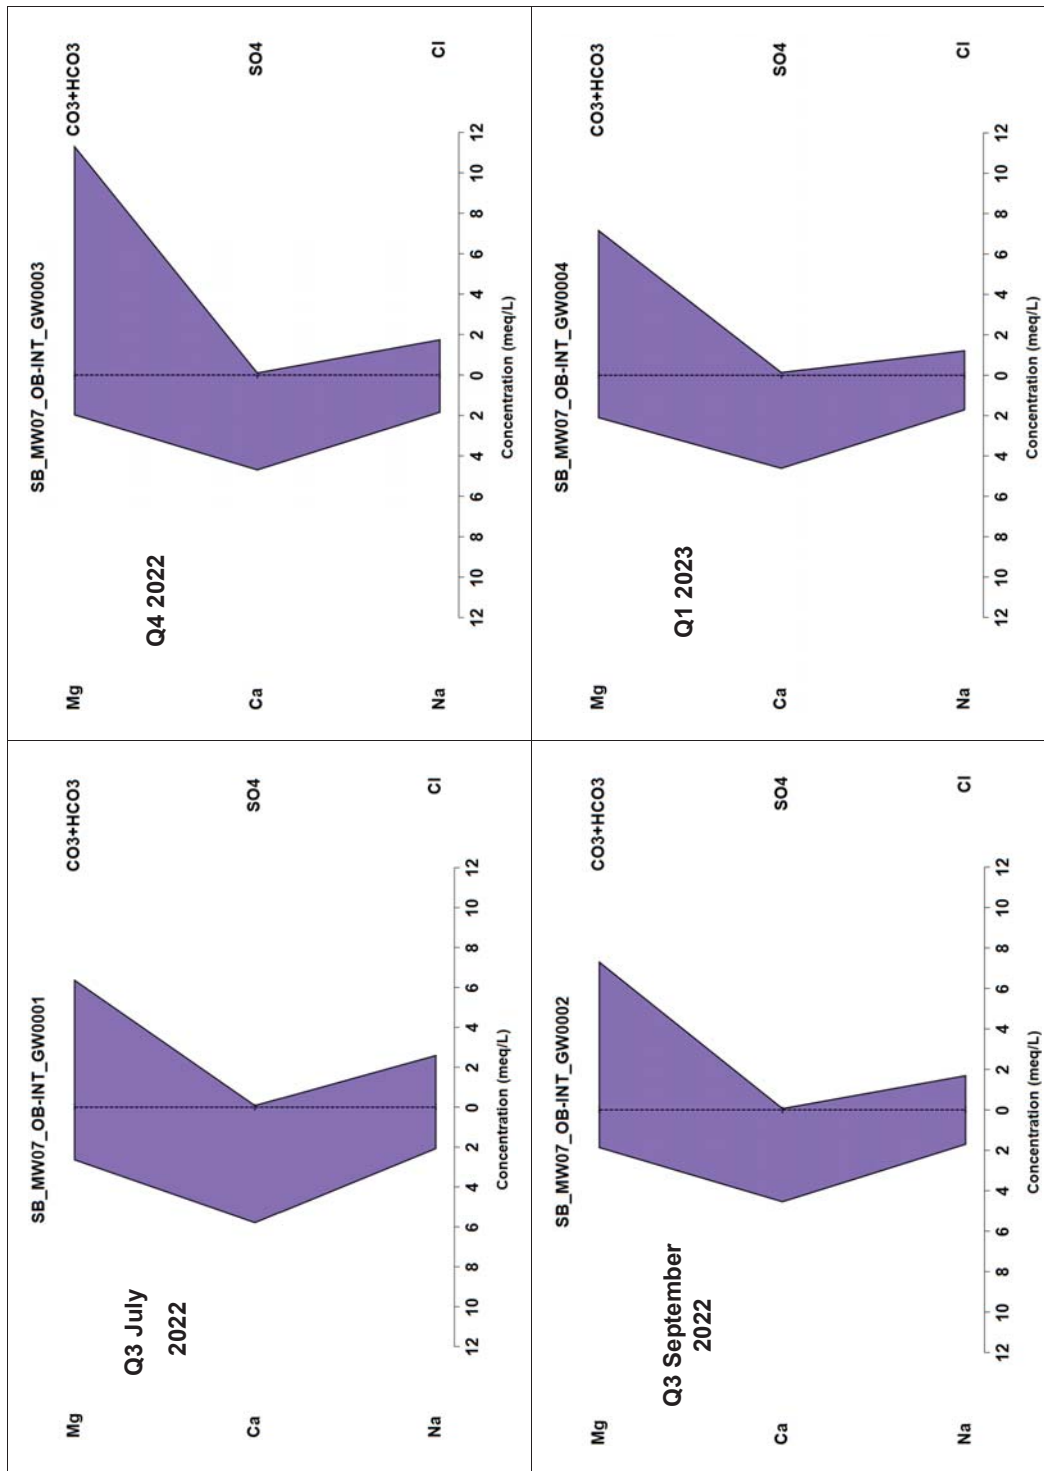 SB_MW07_OB-INT_GW0001
Mg
CO3+HCO3
Q3 July
2022
Ca
SO4
Na
Cl
12 10 8 6 4 2 0 2 4 6 8 10 12
Concentration (meq/L)
SB_MW07_OB-INT_GW0003
Mg
CO3+HCO3
Q4 2022
Ca
SO4
Na
Cl
12 10 8 6 4 2 0 2 4 6 8 10 12
Concentration (meq/L)
SB_MW07_OB-INT_GW0002
Mg
CO3+HCO3
Q3 September
2022
Ca
SO4
Na
Cl
12 10 8 6 4 2 0 2 4 6 8 10 12
Concentration (meq/L)
SB_MW07_OB-INT_GW0004
Mg
CO3+HCO3
Q1 2023
Ca
SO4
Na
Cl
12 10 8 6 4 2 0 2 4 6 8 10 12
Concentration (meq/L)